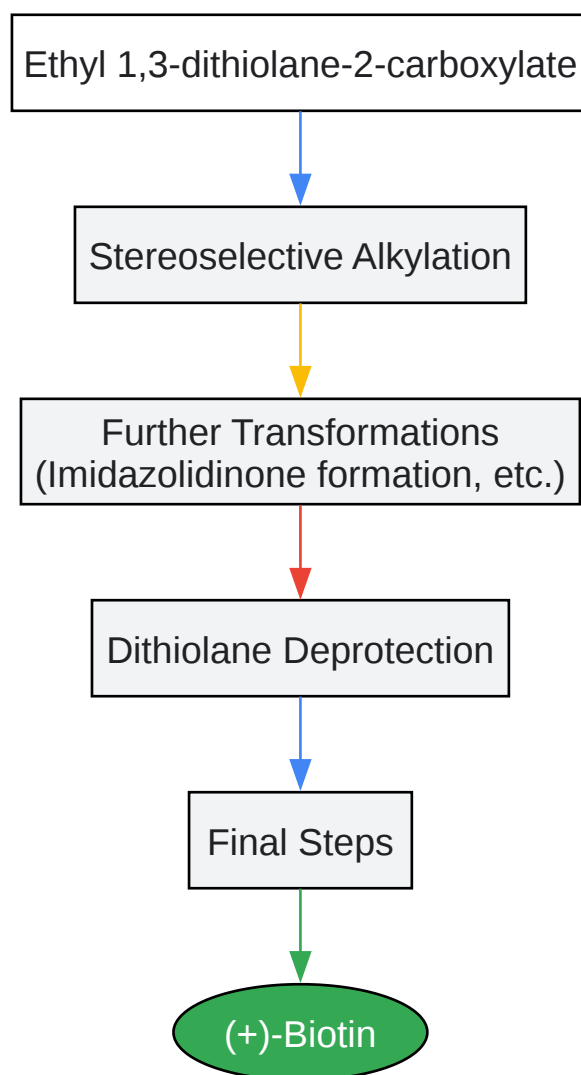 Ethyl 1,3-dithiolane-2-carboxylate
Stereoselective Alkylation
Further Transformations
(Imidazolidinone formation, etc.)
Dithiolane Deprotection
Final Steps
(+)-Biotin